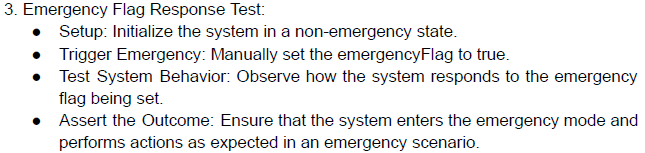 3. Emergency Flag Response Test:
● Setup: Initialize the system in a non-emergency state.
● Trigger Emergency: Manually set the emergencyFlag to true.
● Test System Behavior: Observe how the system responds to the emergency
flag being set.
● Assert the Outcome: Ensure that the system enters the emergency mode and
performs actions as expected in an emergency scenario.